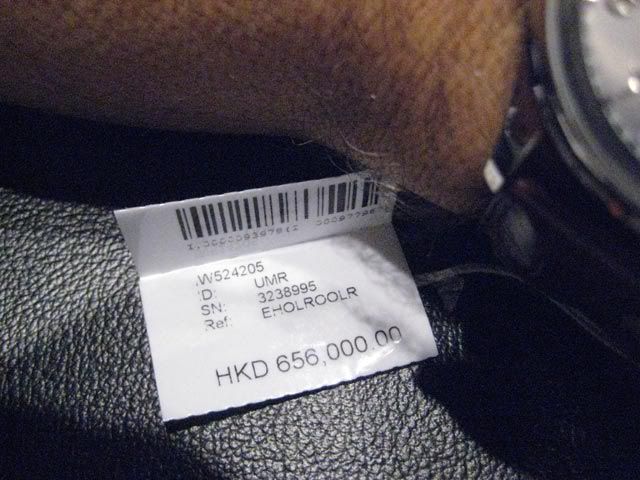 W524205
D: UMR
SN: 3238995
Ref: EHOLROOLR
HKD 656,000.00